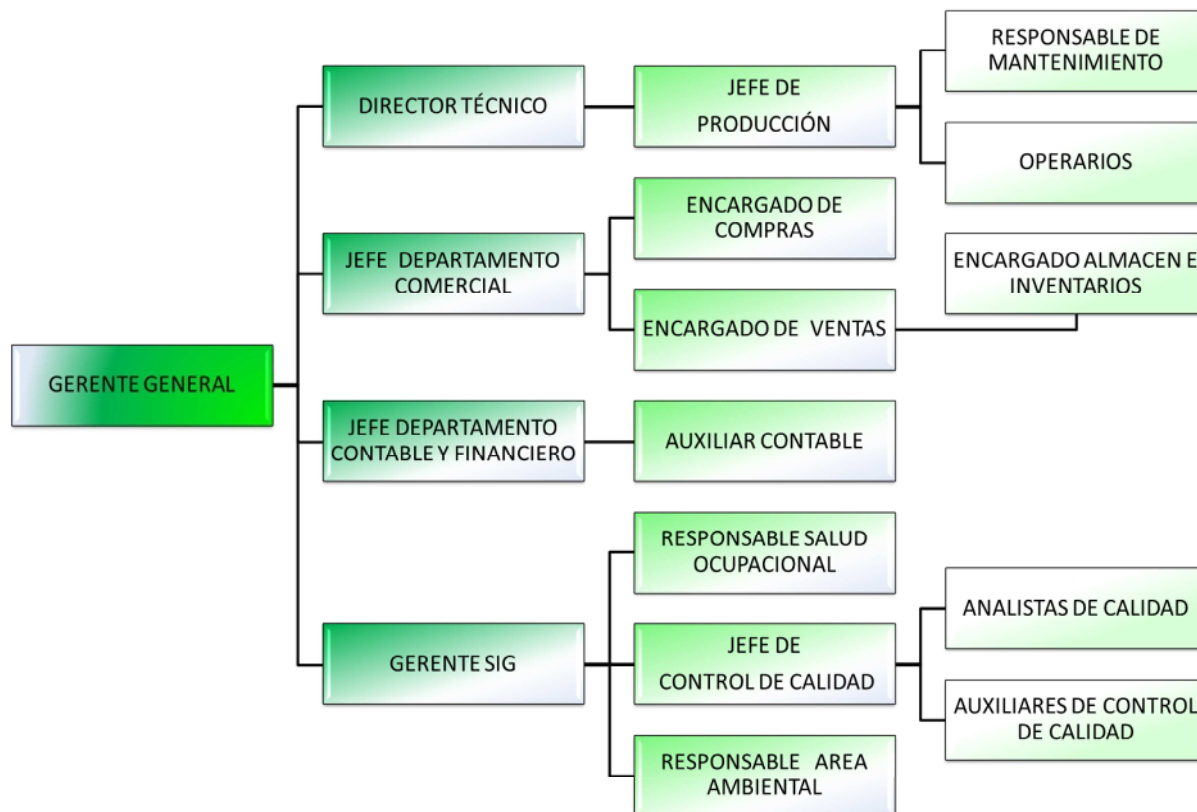 RESPONSABLE DE
MANTENIMIENTO
DIRECTOR TÉCNICO
JEFE DE
PRODUCCIÓN
OPERARIOS
ENCARGADO DE
COMPRAS
JEFE DEPARTAMENTO
COMERCIAL
ENCARGADO ALMACEN E
INVENTARIOS
ENCARGADO DE VENTAS
GERENTE GENERAL
JEFE DEPARTAMENTO
CONTABLE Y FINANCIERO
AUXILIAR CONTABLE
RESPONSABLE SALUD
OCUPACIONAL
ANALISTAS DE CALIDAD
GERENTE SIG
JEFE DE
CONTROL DE CALIDAD
AUXILIARES DE CONTROL
DE CALIDAD
RESPONSABLE AREA
AMBIENTAL